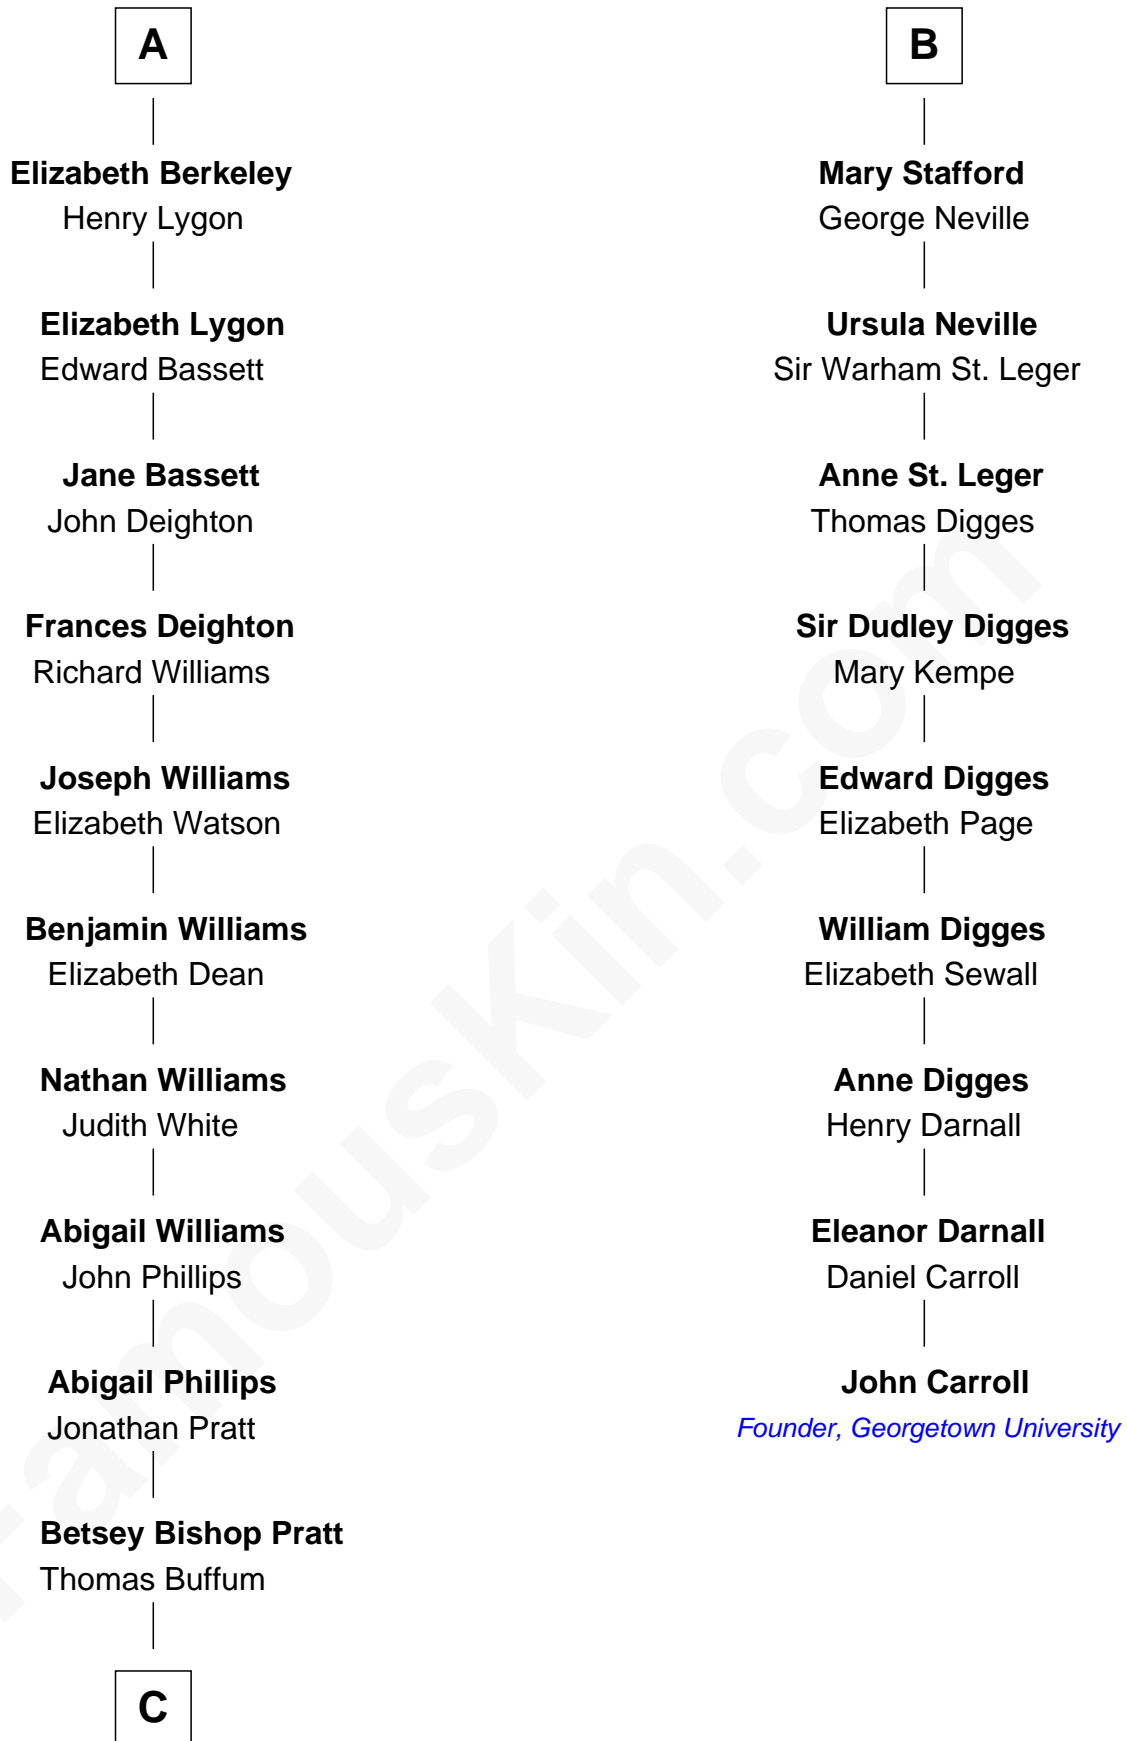 A
Elizabeth Berkeley
Henry Lygon
Elizabeth Lygon
Edward Bassett
Jane Bassett
John Deighton
Frances Deighton
Richard Williams
Joseph Williams
Elizabeth Watson
Benjamin Williams
Elizabeth Dean
Nathan Williams
Judith White
Abigail Williams
John Phillips
Abigail Phillips
Jonathan Pratt
Betsey Bishop Pratt
Thomas Buffum
C
B
Mary Stafford
George Neville
Ursula Neville
Sir Warham St. Leger
Anne St. Leger
Thomas Digges
Sir Dudley Digges
Mary Kempe
Edward Digges
Elizabeth Page
William Digges
Elizabeth Sewall
Anne Digges
Henry Darnall
Eleanor Darnall
Daniel Carroll
John Carroll
Founder, Georgetown University
FamousKin.com